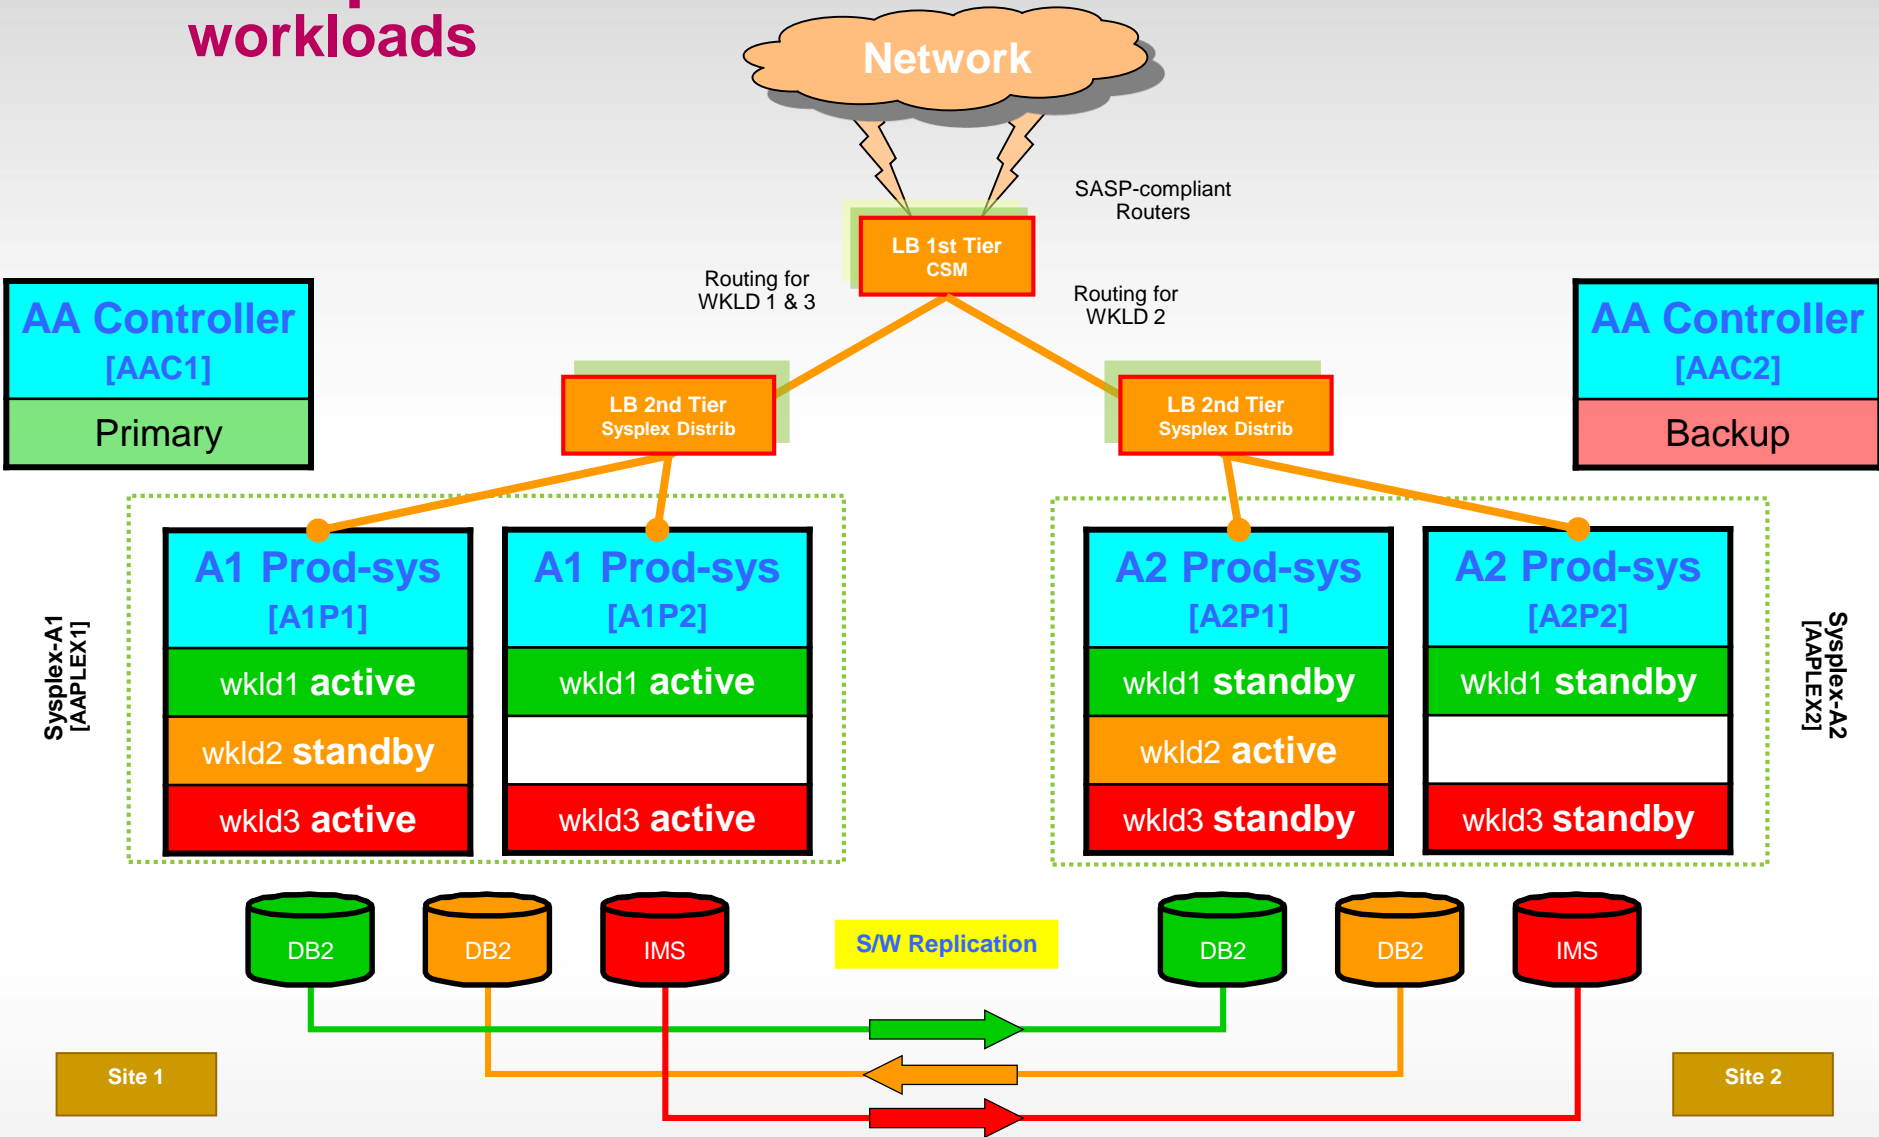 workloads
Network
SASP-compliant
Routers
LB 1st Tier
CSM
Routing for
WKLD 1 & 3
Routing for
WKLD 2
AA Controller
[AAC1]
Primary
AA Controller
[AAC2]
Backup
LB 2nd Tier
Sysplex Distrib
LB 2nd Tier
Sysplex Distrib
Sysplex-A1
[AAPLEX1]
A1 Prod-sys
[A1P1]
wkld1 active
wkld2 standby
wkld3 active
A1 Prod-sys
[A1P2]
wkld1 active
wkld3 active
A2 Prod-sys
[A2P1]
wkld1 standby
wkld2 active
wkld3 standby
A2 Prod-sys
[A2P2]
wkld1 standby
wkld3 standby
Sysplex-A2
[AAPLEX2]
DB2
DB2
IMS
S/W Replication
DB2
DB2
IMS
Site 1
Site 2